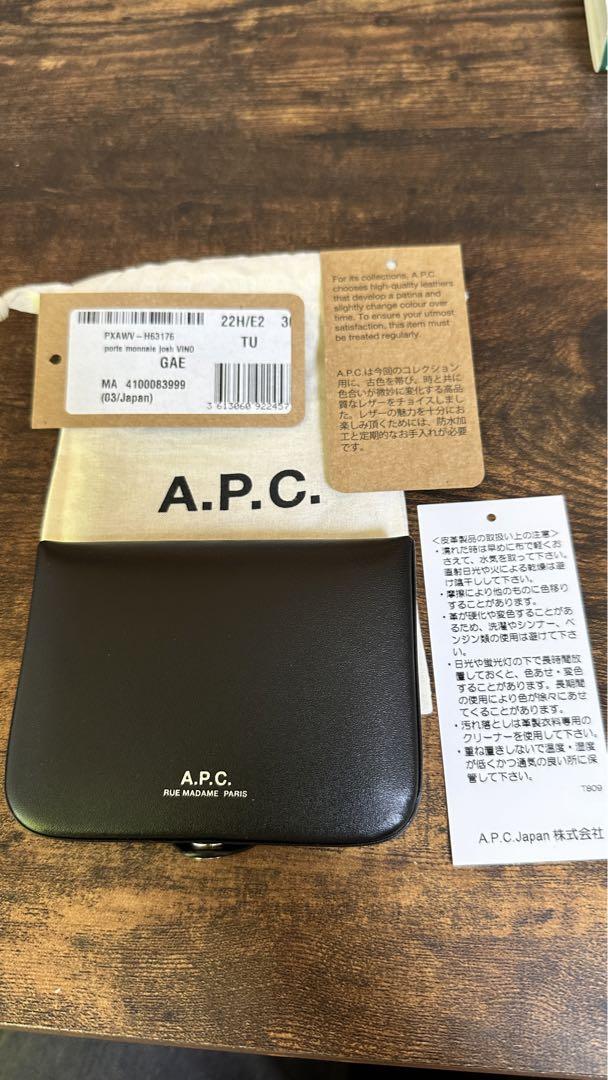 22H/E2 30
PXAWV-H63176
porte monnaie josh VINO
TU
GAE
MA 4100083999
(03/Japan)
3 613060 922457
For its collections, A.P.C.
chooses high-quality leathers
that develop a patina and
slightly change colour over
time. To ensure your utmost
satisfaction, this item must
be treated regularly.
A.P.C.は今回のコレクション
用に、古色を帯び、時と共に
色合いが微妙に変化する高品
質なレザーをチョイスしまし
た。レザーの魅力を十分にお
楽しみ頂くためには、防水加
工と定期的なお手入れが必要
です。
A.P.C.
<皮革製品の取扱い上の注意>
・濡れた時は早めに布で軽くお
さえて、水気を取って下さい。
直射日光や火による乾燥は避
け陰干しして下さい。
・摩擦により他のものに色移り
することがあります。
・革が硬化や変色することがあ
るため、洗濯やシンナー、ベ
ンジン類の使用は避けて下さ
い。
・日光や蛍光灯の下で長時間放
置しておくと、色あせ・変色
することがあります。長期間
の使用により色が徐々にあせ
てくることがあります。
・汚れ落としは革製衣料専用の
クリーナーを使用して下さい。
・重ね置きしないで温度・湿度
が低くかつ通気の良い所に保
管して下さい。
T809
A.P.C.Japan 株式会社
A.P.C.
RUE MADAME PARIS